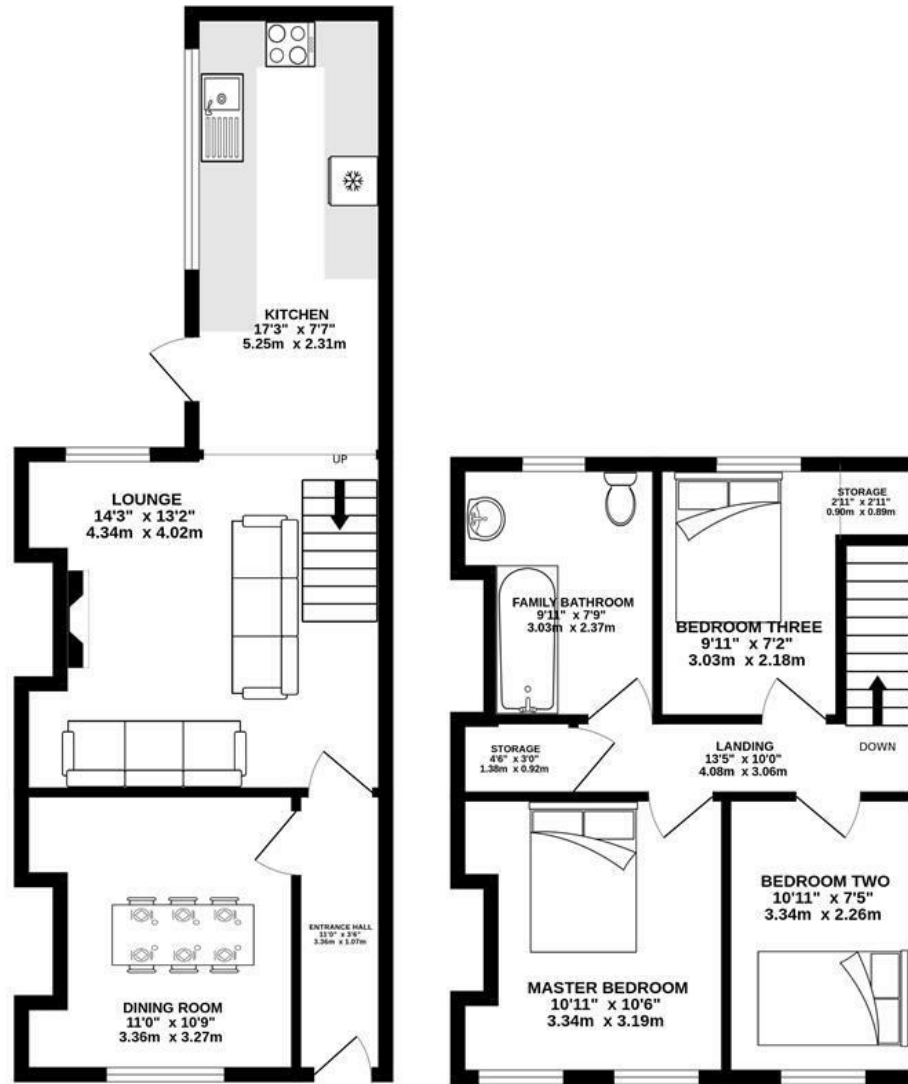 KITCHEN
17'3" x 7'7"
5.25m x 2.31m
UP
LOUNGE
14'3" x 13'2"
4.34m x 4.02m
ENTRANCE HALL
11'0" x 3'6"
3.36m x 1.07m
DINING ROOM
11'0" x 10'9"
3.36m x 3.27m
STORAGE
2'11" x 2'11"
0.90m x 0.89m
FAMILY BATHROOM
9'11" x 7'9"
3.03m x 2.37m
BEDROOM THREE
9'11" x 7'2"
3.03m x 2.18m
STORAGE
4'6" x 3'0"
1.38m x 0.92m
LANDING
13'5" x 10'0"
4.08m x 3.06m
DOWN
BEDROOM TWO
10'11" x 7'5"
3.34m x 2.26m
MASTER BEDROOM
10'11" x 10'6"
3.34m x 3.19m